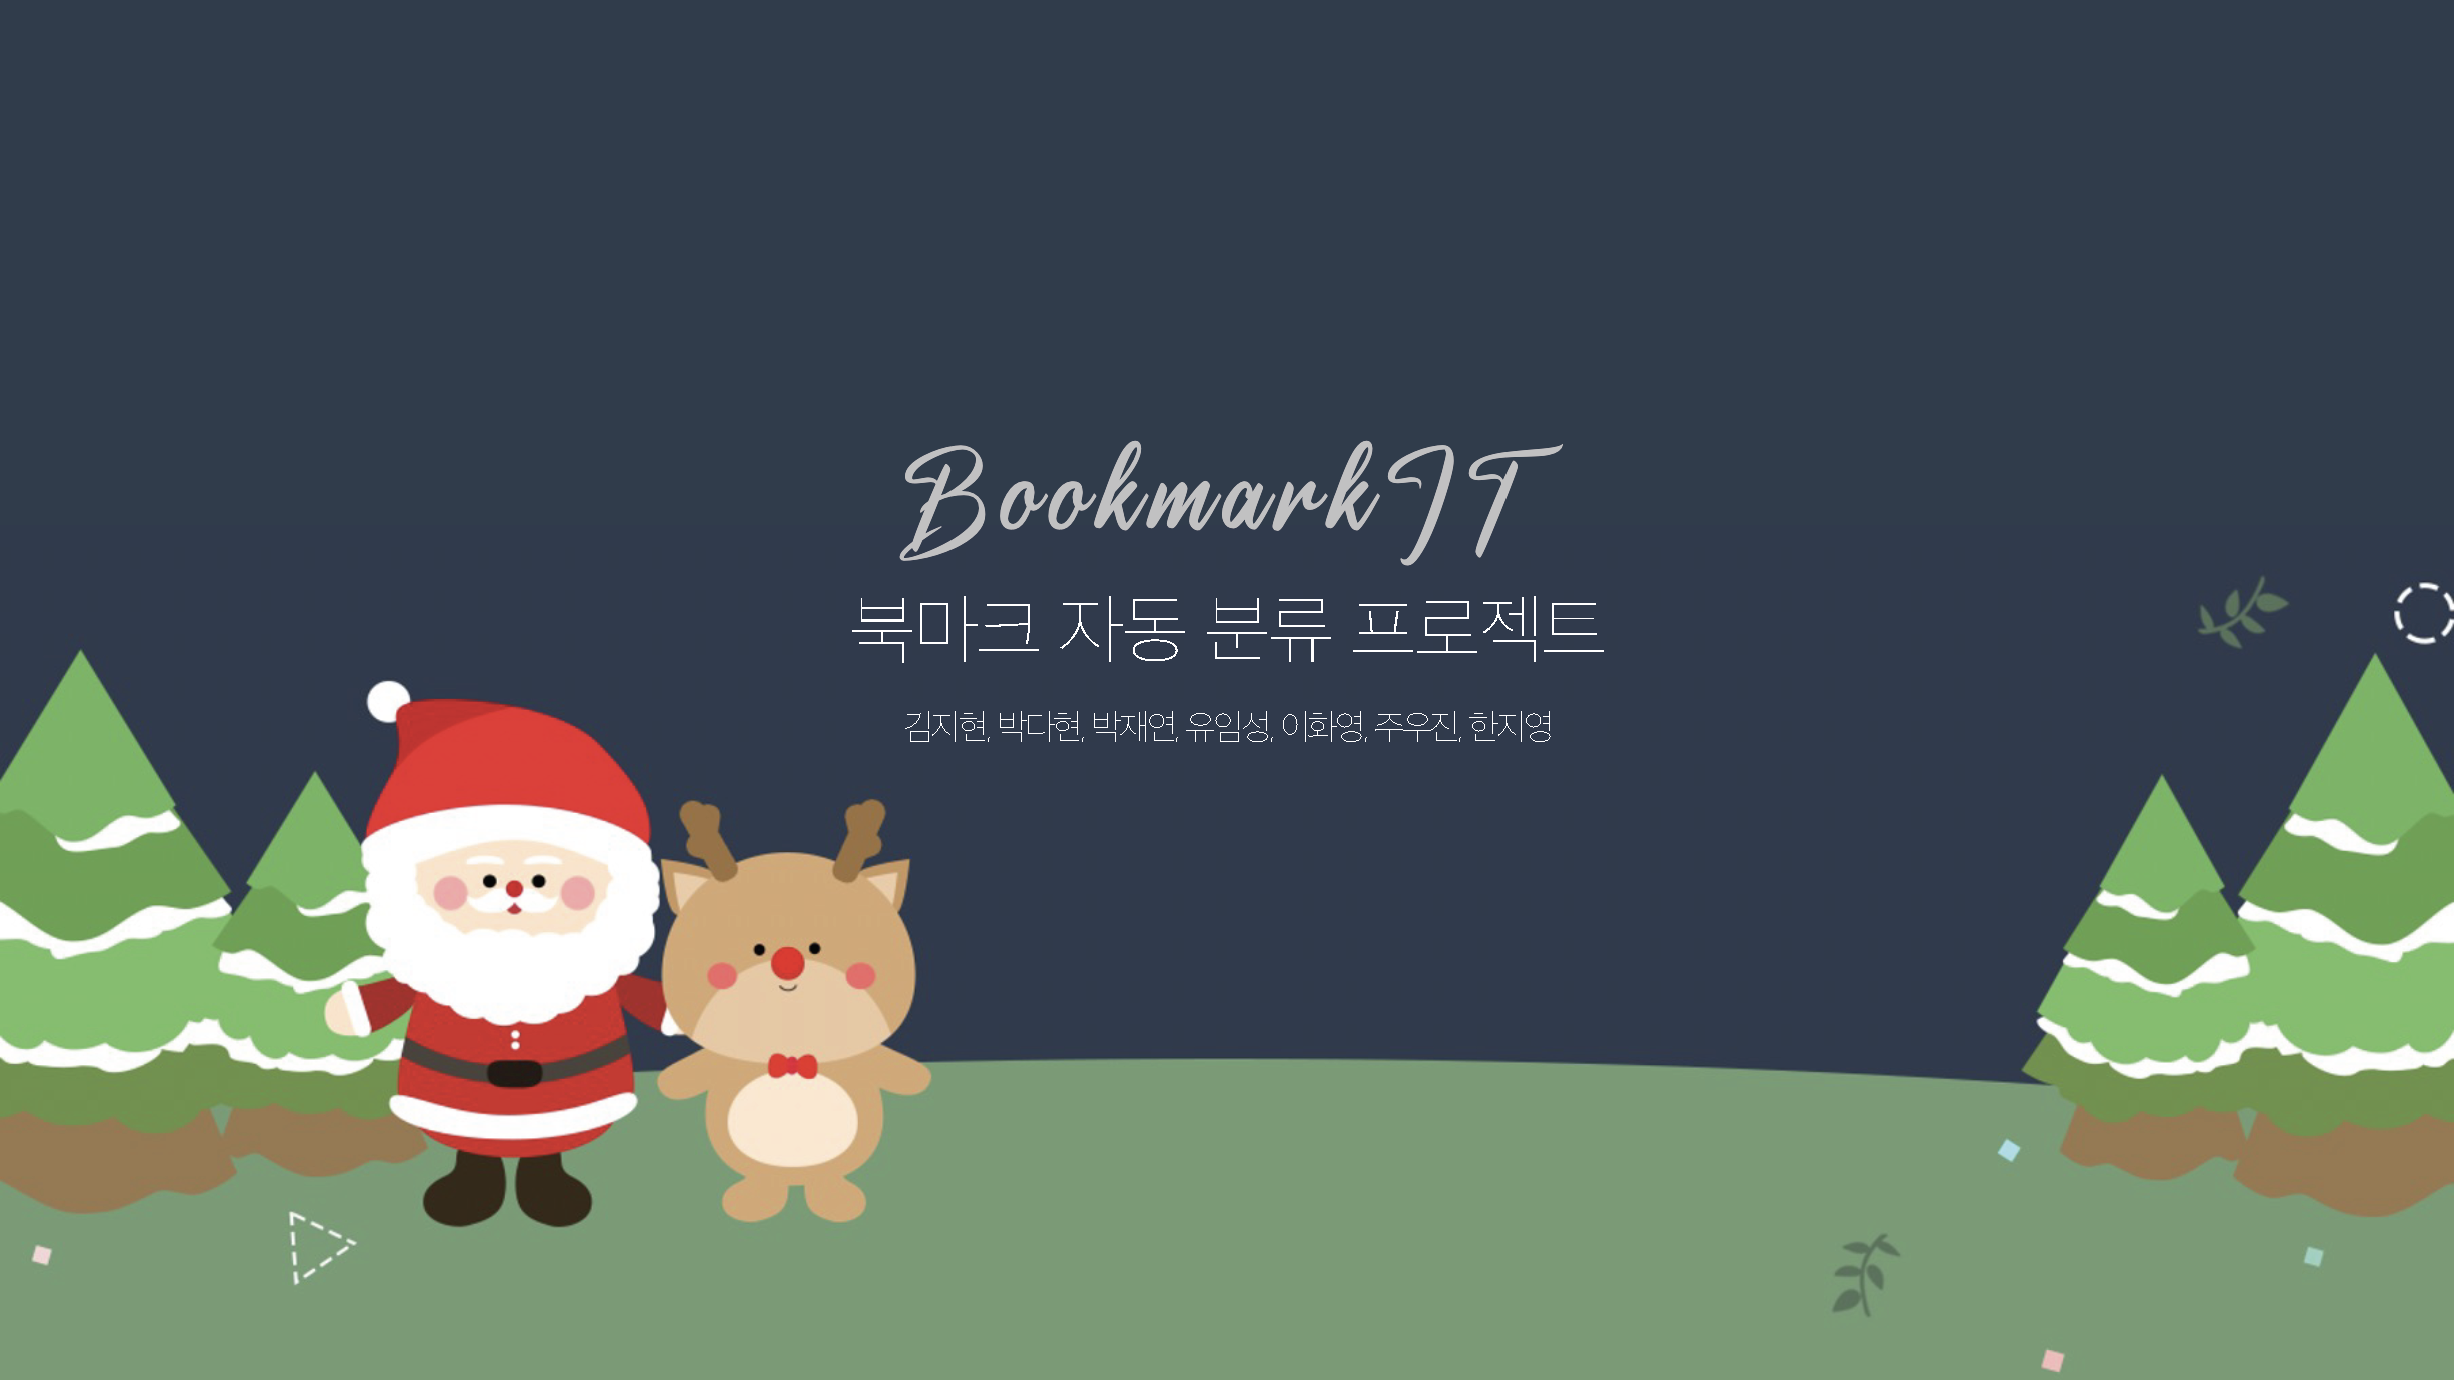 BookmarkIT
북마크 자동 분류 프로젝트
김지현, 박다현, 박재연, 유임성, 이화영, 주우진, 한지영